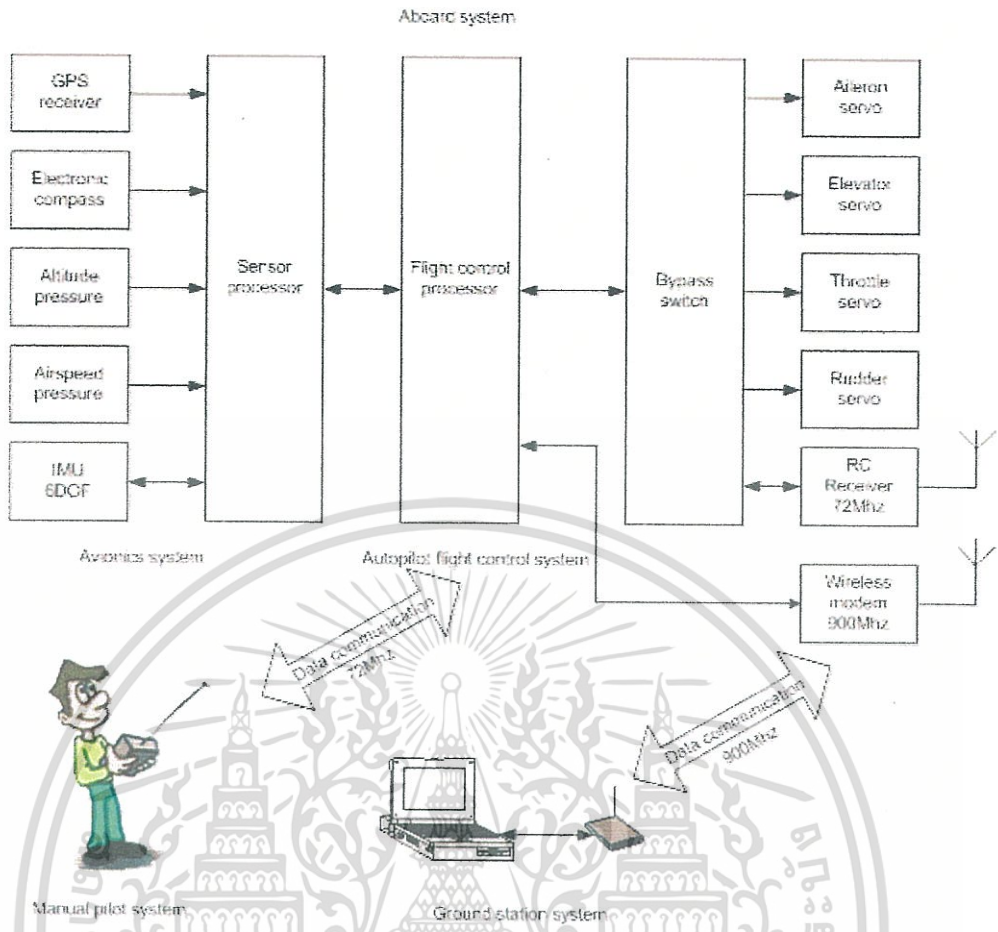 Aboard system
GPS
receiver
Electronic
compass
Altitude
pressure
Airspeed
pressure
IMU
6DOF
Sensor
processor
Flight control
processor
Bypass
switch
Aileron
servo
Elevator
servo
Throttle
servo
Rudder
servo
RC
Receiver
72Mhz
Wireless
modem
900Mhz
Avionics system
Autopilot flight control system
Data communication
72Mhz
Data communication
900Mhz
Manual pilot system
Ground station system